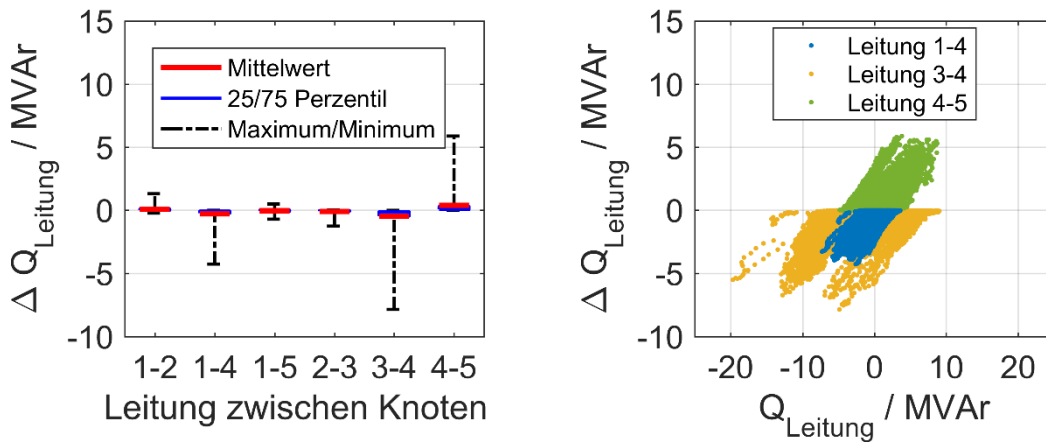 15
10
5
0
-5
-10
Δ Q_Leitung / MVAr
Mittelwert
25/75 Perzentil
Maximum/Minimum
1-2 1-4 1-5 2-3 3-4 4-5
Leitung zwischen Knoten
15
10
5
0
-5
-10
Δ Q_Leitung / MVAr
Leitung 1-4
Leitung 3-4
Leitung 4-5
-20 -10 0 10 20
Q_Leitung / MVAr